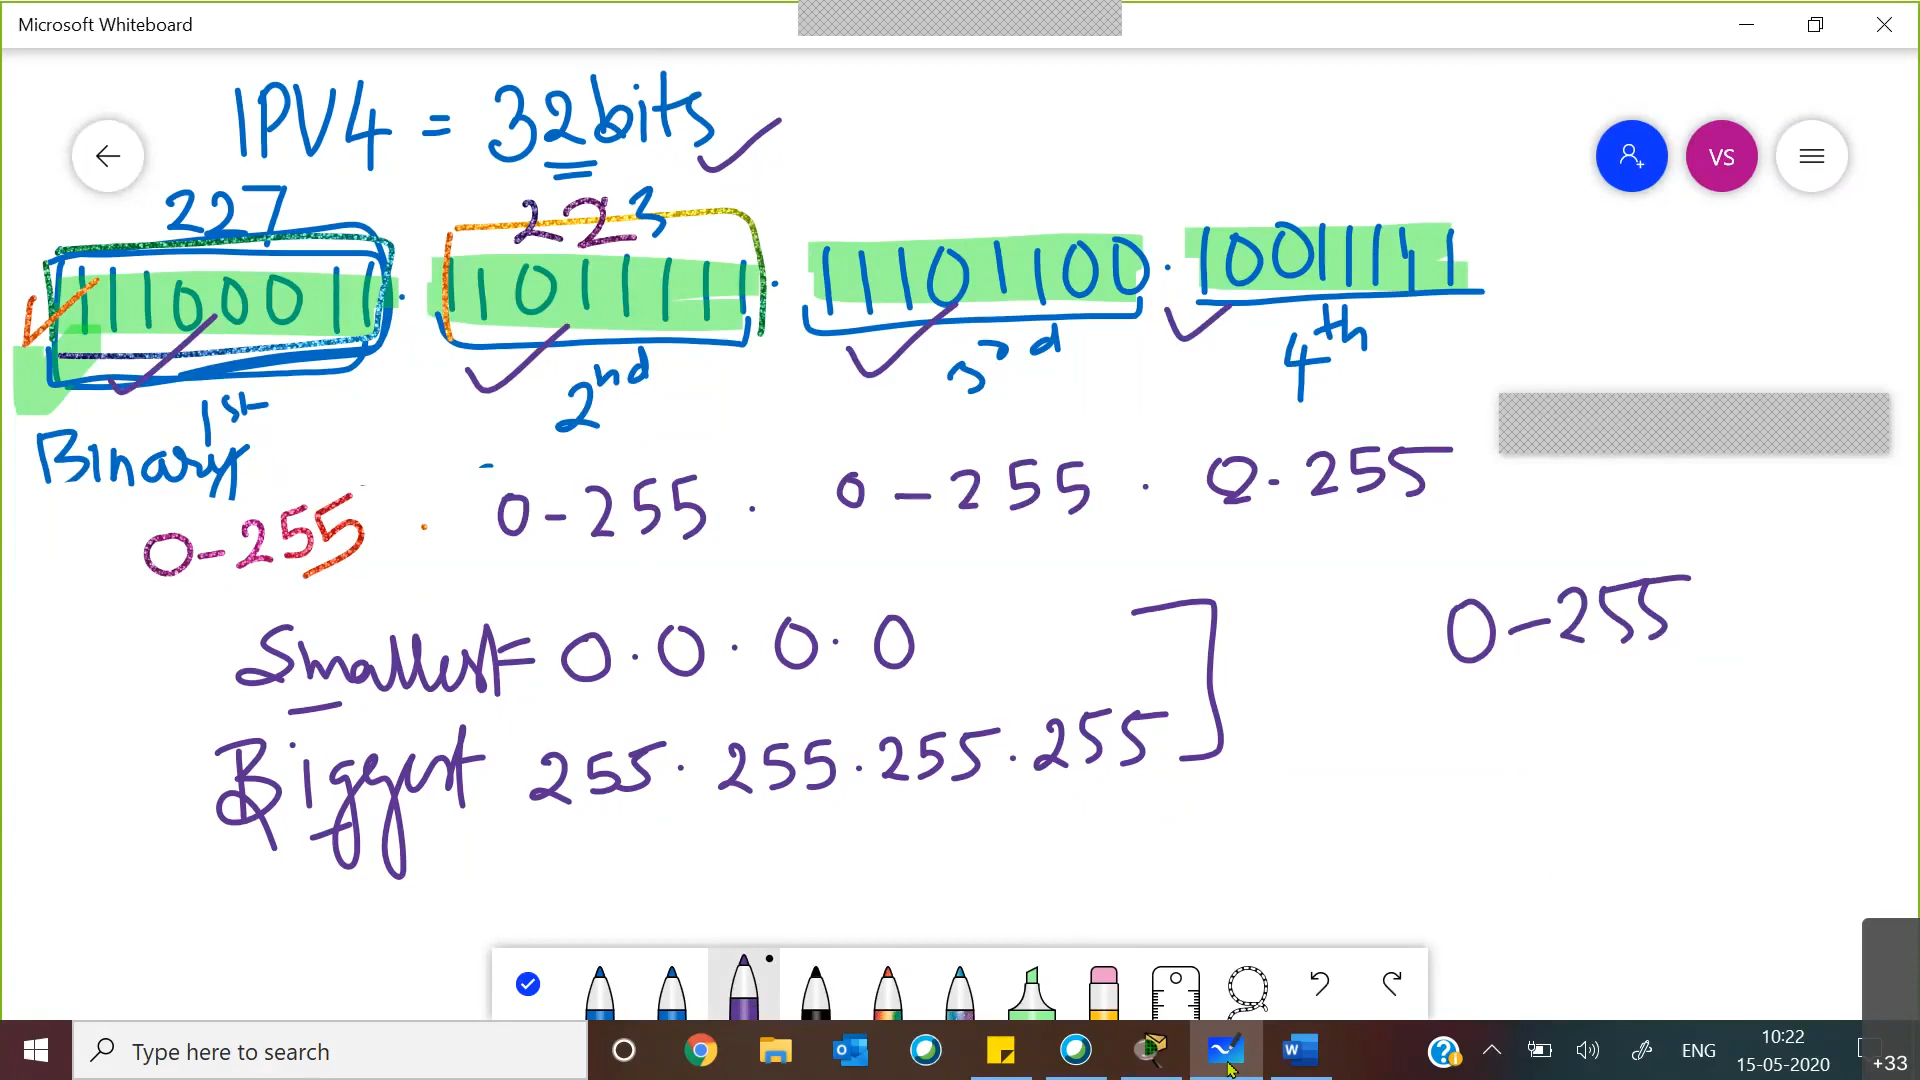 Microsoft Whiteboard
IPV4 = 32bits
VS
227 223
11100011 . 11011111 . 11101100 . 10011111
1st 2nd 3rd 4th
Binary
0-255 . 0-255 . 0-255 . 0-255
0-255
Smallest = 0.0.0.0
Biggest 255.255.255.255
Type here to search
ENG
10:22
15-05-2020
+33